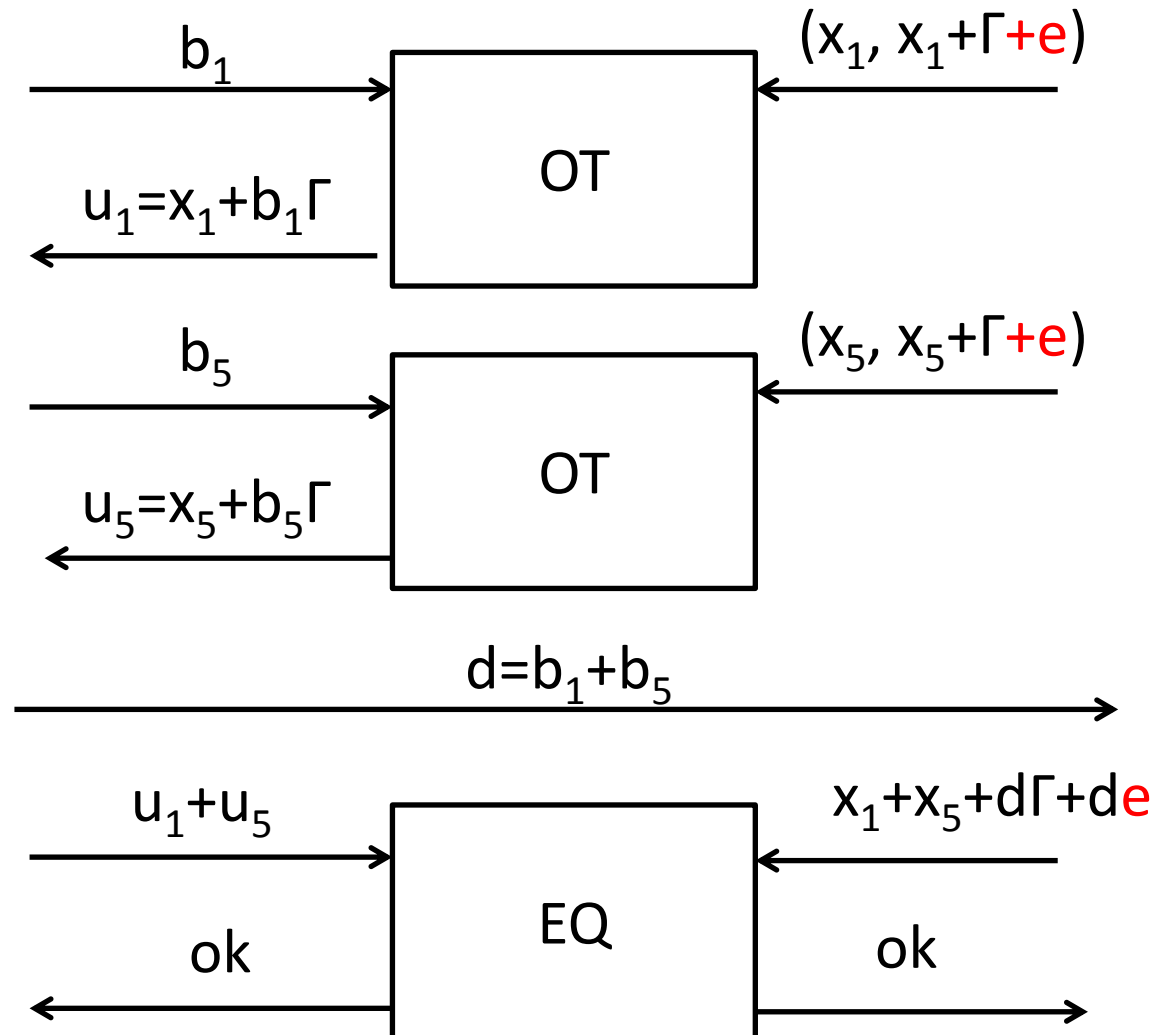 b₁
(x₁, x₁+Γ+e)
OT
u₁=x₁+b₁Γ
b₅
(x₅, x₅+Γ+e)
OT
u₅=x₅+b₅Γ
d=b₁+b₅
u₁+u₅
x₁+x₅+dΓ+de
EQ
ok
ok